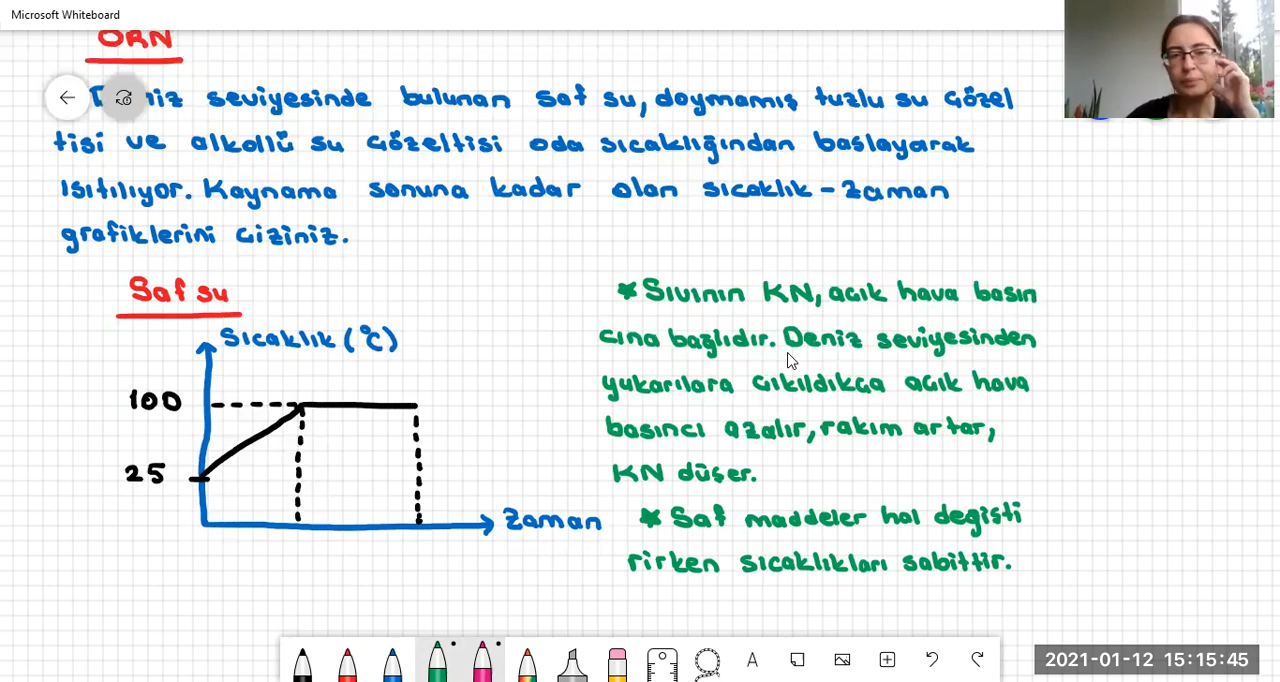 Microsoft Whiteboard
ÖRN
seviyesinde bulunan saf su, doymamış tuzlu su çözel
tisi ve alkollü su çözeltisi oda sıcaklığından başlayarak
ısıtılıyor. Kaynama sonuna kadar olan sıcaklık-zaman
grafiklerini çiziniz.
Saf su
Sıcaklık (°C)
100
25
Zaman
* Sıvının KN, açık hava basın
cına bağlıdır. Deniz seviyesinden
yukarılara çıkıldıkça açık hava
basıncı azalır, rakım artar,
KN düşer.
* Saf maddeler hal değişti
rirken sıcaklıkları sabittir.
A
2021-01-12 15:15:45